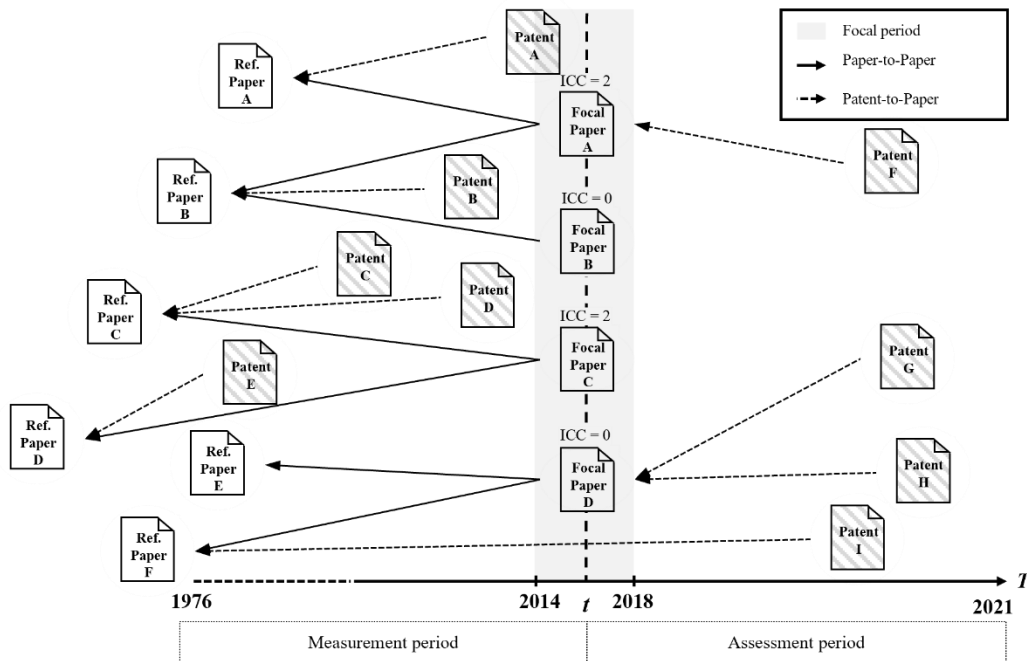 Focal period
Paper-to-Paper
Patent-to-Paper
Patent
A
Ref.
Paper
A
ICC = 2
Focal
Paper
A
Patent
F
Ref.
Paper
B
Patent
B
ICC = 0
Focal
Paper
B
Patent
C
Patent
D
Ref.
Paper
C
ICC = 2
Focal
Paper
C
Patent
G
Patent
E
Ref.
Paper
D
Ref.
Paper
E
ICC = 0
Focal
Paper
D
Patent
H
Ref.
Paper
F
Patent
I
T
1976
2014
t
2018
2021
Measurement period
Assessment period